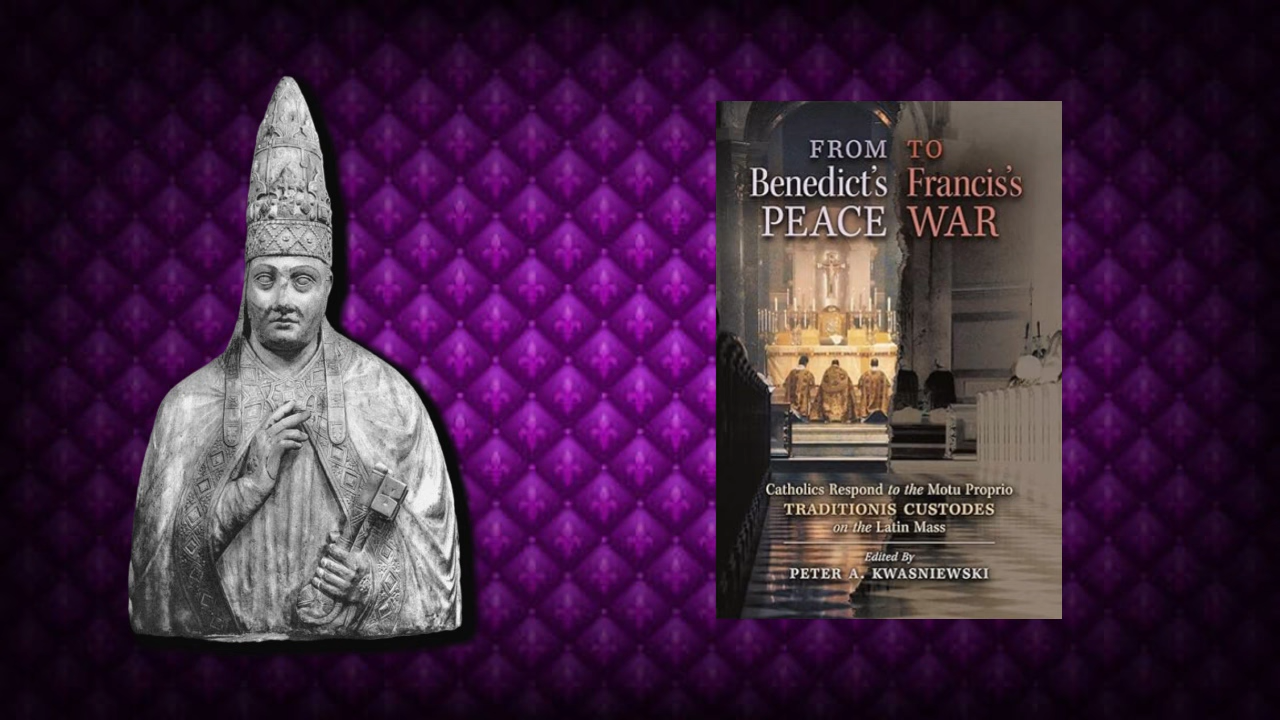 FROM TO
Benedict's Francis's
PEACE WAR
Catholics Respond to the Motu Proprio
TRADITIONIS CUSTODES
on the Latin Mass
Edited By
PETER A. KWASNIEWSKI